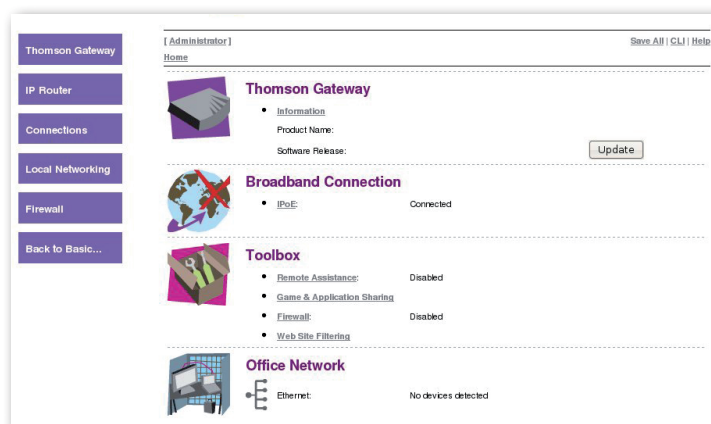 Thomson Gateway
IP Router
Connections
Local Networking
Firewall
Back to Basic...
[ Administrator ]
Save All | CLI | Help
Home
Thomson Gateway
Information
Product Name:
Software Release:
Update
Broadband Connection
IPoE: Connected
Toolbox
Remote Assistance: Disabled
Game & Application Sharing
Firewall: Disabled
Web Site Filtering
Office Network
Ethernet: No devices detected